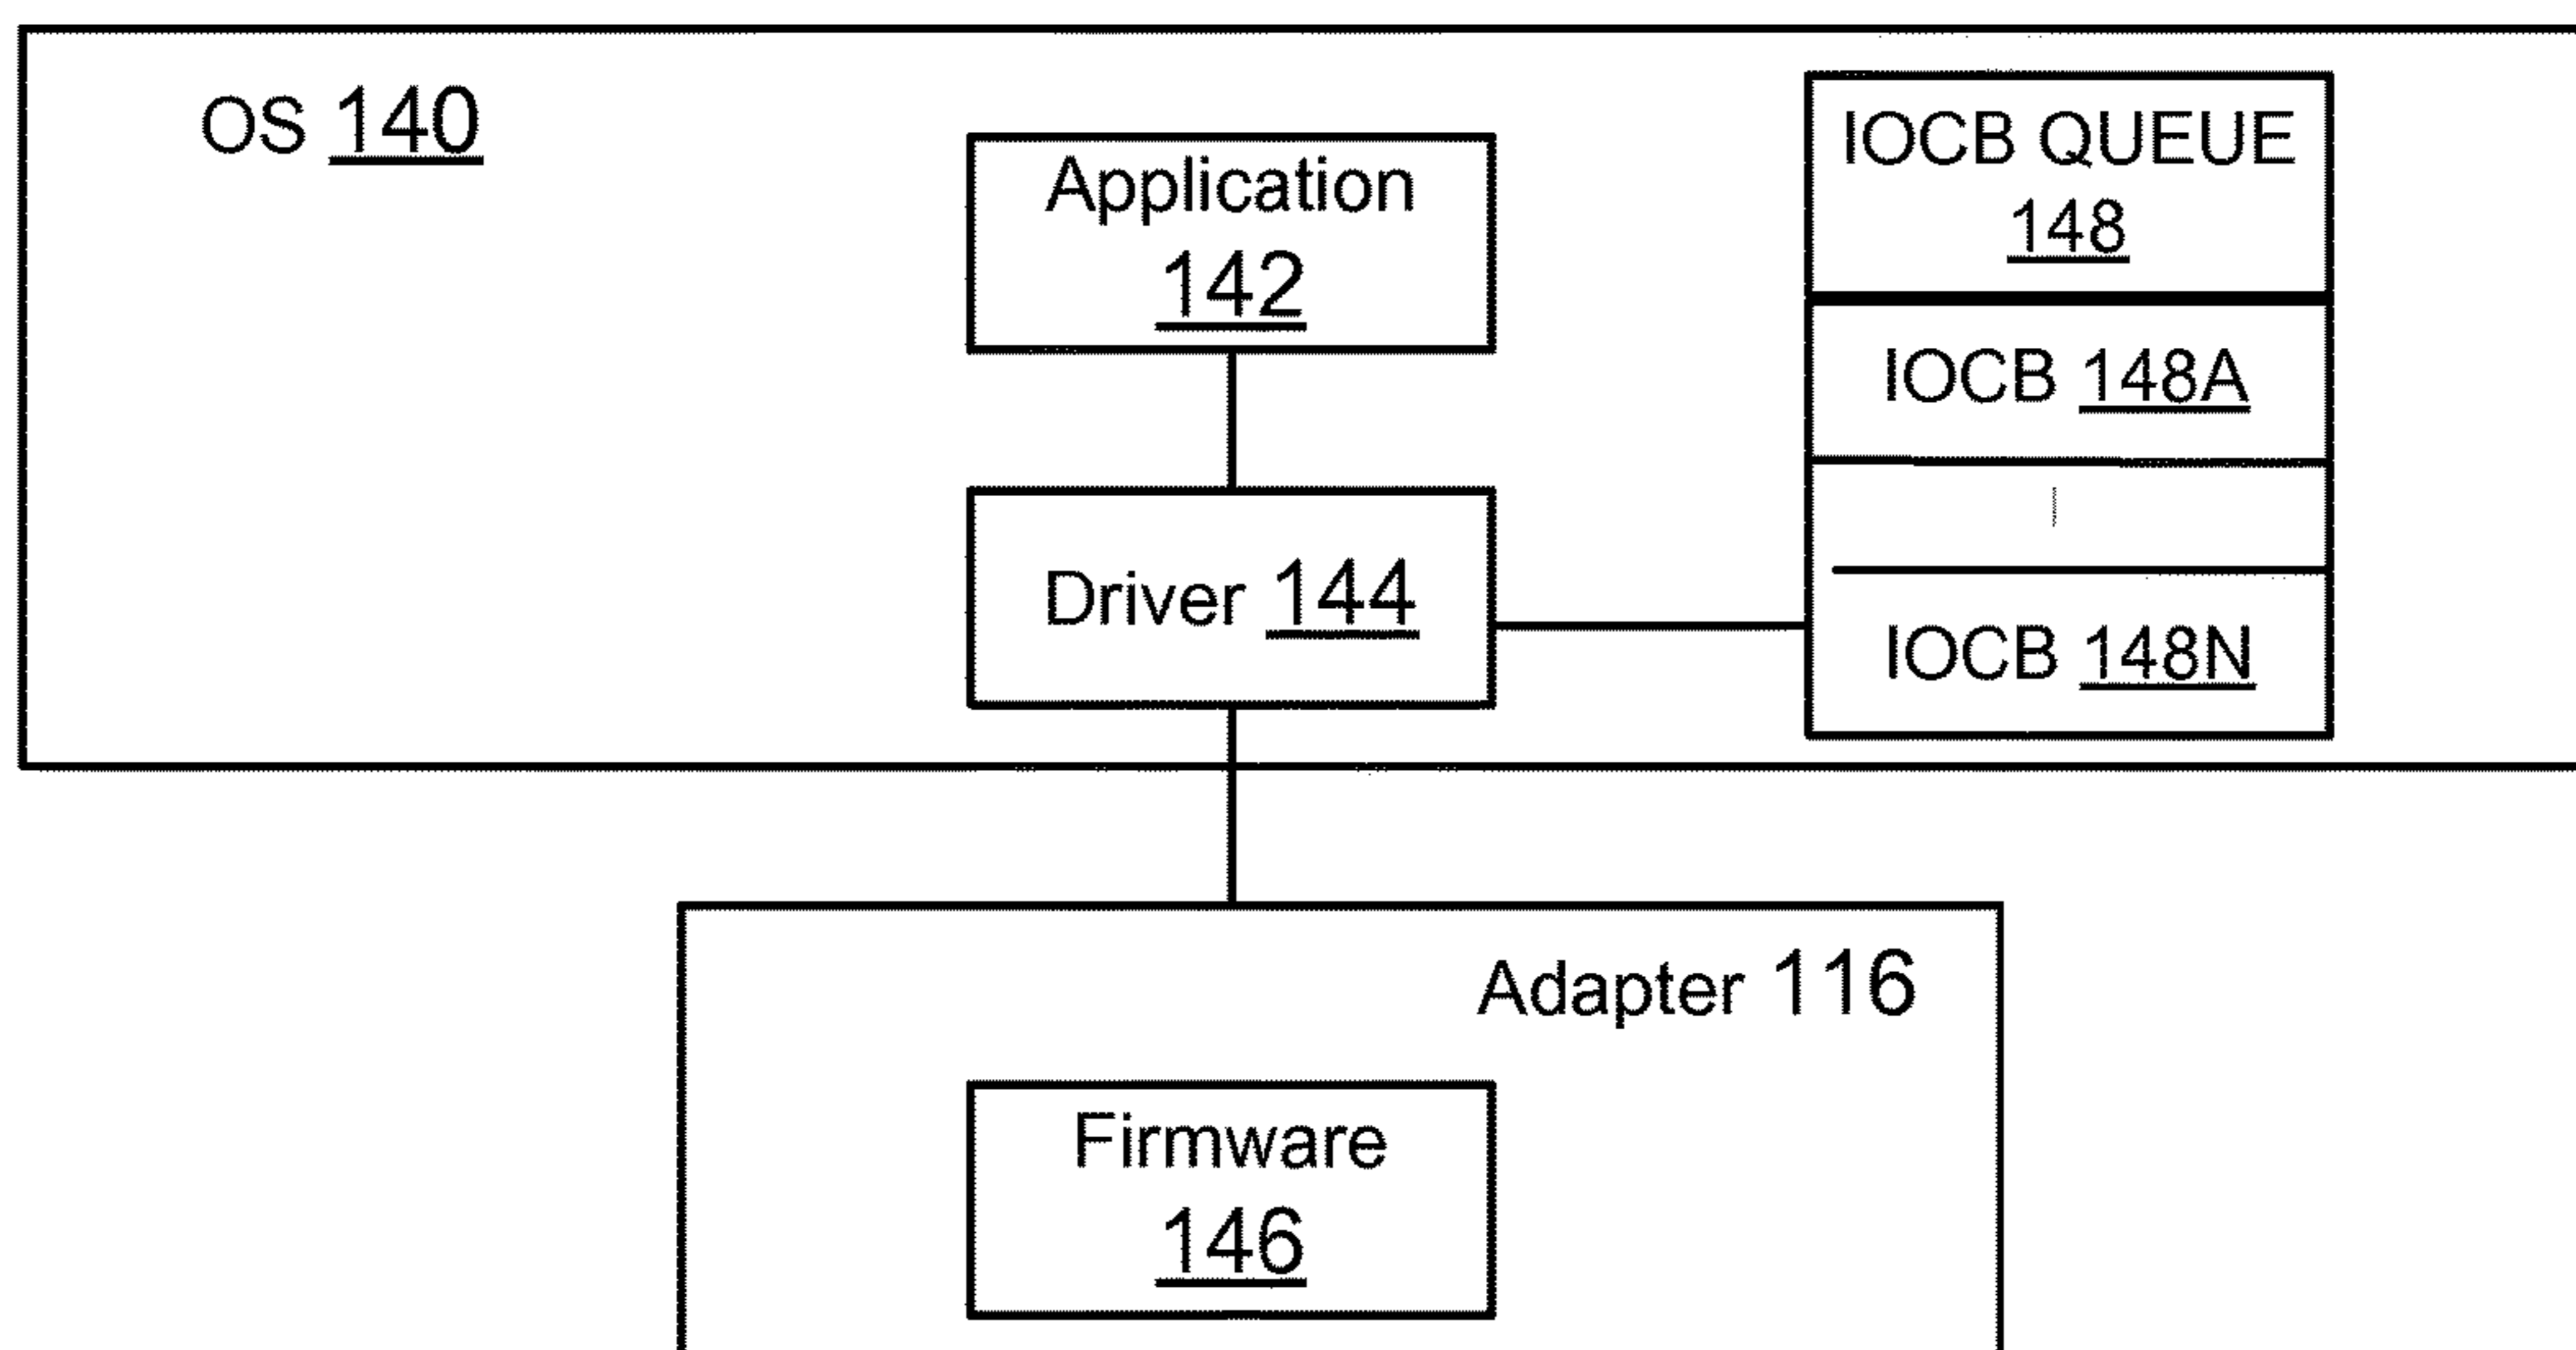 OS 140
Application
142
IOCB QUEUE
148
IOCB 148A
Driver 144
IOCB 148N
Adapter 116
Firmware
146